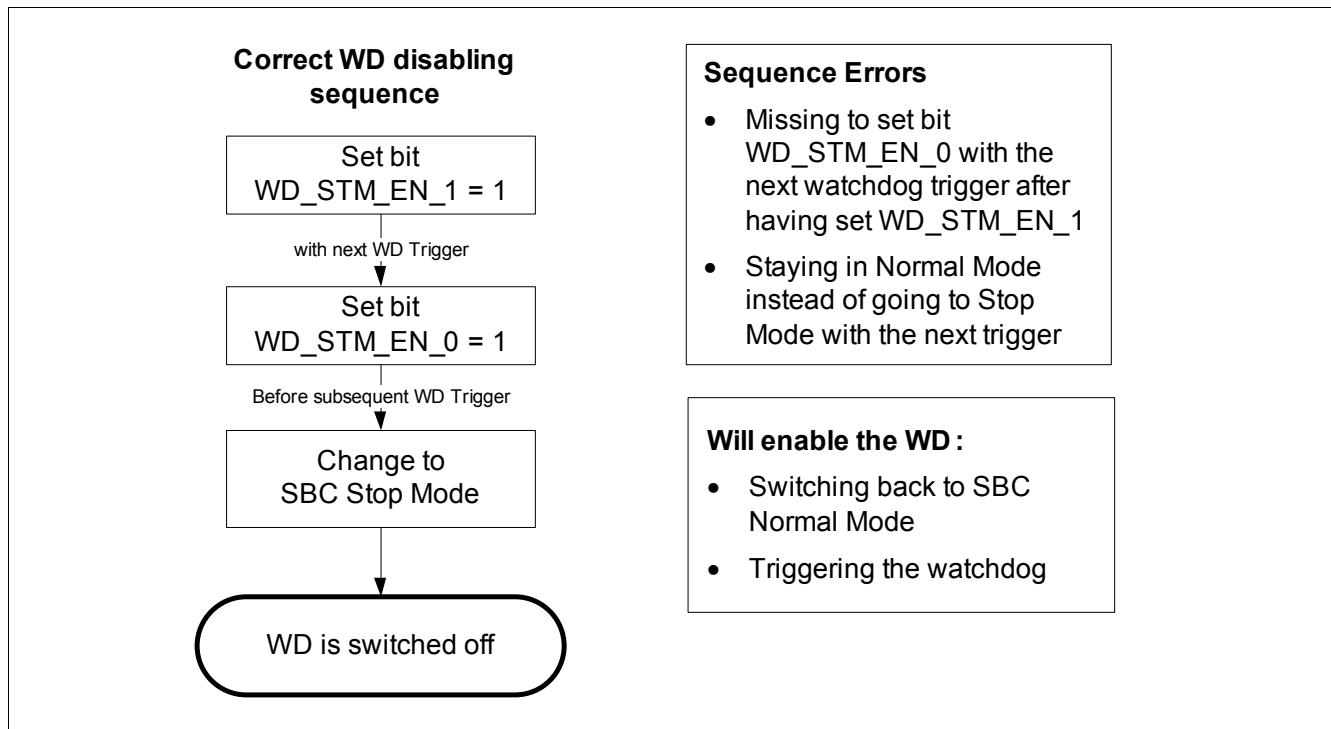 Correct WD disabling
sequence
Set bit
WD_STM_EN_1 = 1
with next WD Trigger
Set bit
WD_STM_EN_0 = 1
Before subsequent WD Trigger
Change to
SBC Stop Mode
WD is switched off
Sequence Errors
• Missing to set bit
WD_STM_EN_0 with the
next watchdog trigger after
having set WD_STM_EN_1
• Staying in Normal Mode
instead of going to Stop
Mode with the next trigger
Will enable the WD :
• Switching back to SBC
Normal Mode
• Triggering the watchdog